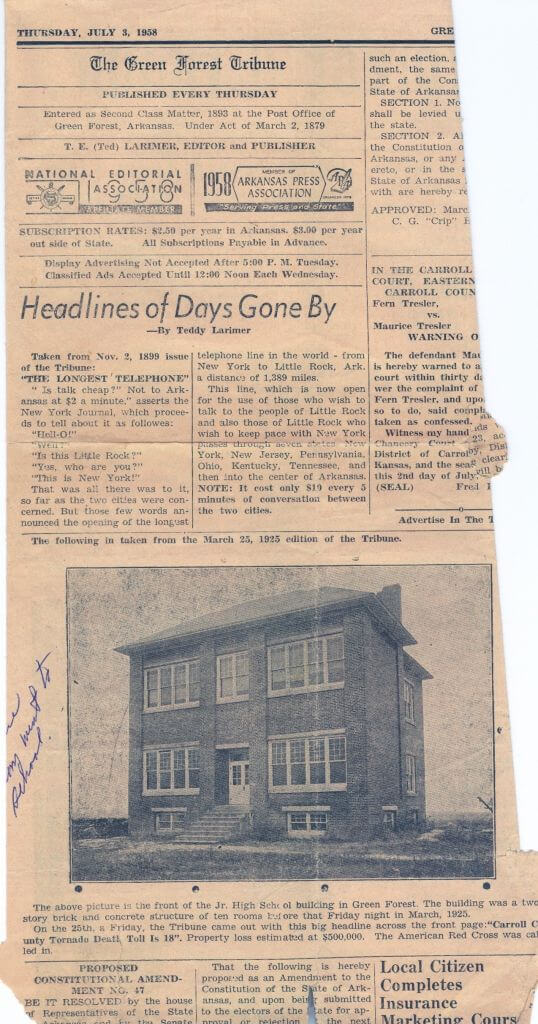 THURSDAY, JULY 3, 1958
GRE
The Green Forest Tribune
PUBLISHED EVERY THURSDAY
Entered as Second Class Matter, 1893 at the Post Office of
Green Forest, Arkansas. Under Act of March 2, 1879
T. E. (Ted) LARIMER, EDITOR and PUBLISHER
NATIONAL EDITORIAL
ASSOCIATION
1958
MEMBER OF
ARKANSAS PRESS
ASSOCIATION
"Serving Press and State"
SUBSCRIPTION RATES: $2.50 per year in Arkansas. $3.00 per year
out side of State. All Subscriptions Payable in Advance.
Display Advertising Not Accepted After 5:00 P. M. Tuesday.
Classified Ads Accepted Until 12:00 Noon Each Wednesday.
Headlines of Days Gone By
—By Teddy Larimer
Taken from Nov. 2, 1899 issue
of the Tribune:
"THE LONGEST TELEPHONE"
" Is talk cheap?" Not to Ark-
ansas at $2 a minute," asserts the
New York Journal, which procee-
ds to tell about it as followes:
"Hell-O!"
"Well?"
"Is this Little Rock?"
"Yes, who are you?"
"This is New York!"
That was all there was to it,
so far as the two cities were con-
cerned. But those few words an-
nounced the opening of the longest
telephone line in the world - from
New York to Little Rock, Ark.
a distance of 1,389 miles.
This line, which is now open
for the use of those who wish to
talk to the people of Little Rock
and also those of Little Rock who
wish to keep pace with New York
passes through seven states New
York, New Jersey, Pennsylvania,
Ohio, Kentucky, Tennessee, and
then into the center of Arkansas.
NOTE: It cost only $19 every 5
minutes of conversation between
the two cities.
such an election, a
dment, the same
part of the Con
State of Arkansas
SECTION 1. No
shall be levied u
the state.
SECTION 2. Al
the Constitution o
Arkansas, or any
ereto, or in the s
State of Arkansas
with are hereby re
APPROVED: Marc
C. G. "Crip" H
IN THE CARROLL
COURT, EASTERN
CARROLL COUN
Fern Tresler,
vs.
Maurice Tresler
WARNING O
The defendant Mau
is hereby warned to a
court within thirty d
wer the complaint of
Fern Tresler, and upo
so to do, said comp
taken as confessed.
Witness my hand
Chancery Court
District of Carrol
Kansas, and the sea
this 2nd day of July,
(SEAL) Fred
Advertise In The T
The following in taken from the March 25, 1925 edition of the Tribune.
my went to
school.
The above picture is the front of the Jr. High School building in Green Forest. The building was a two
story brick and concrete structure of ten rooms before that Friday night in March, 1925.
On the 25th, a Friday, the Tribune came out with this big headline across the front page: "Carroll C
unty Tornado Death Toll Is 18". Property loss estimated at $500,000. The American Red Cross was cal
led in.
PROPOSED
CONSTITUTIONAL AMEND-
MENT NO. 47
BE IT RESOLVED by the house
of Representatives of the State
Arkansas and by the Senate
That the following is hereby
proposed as an Amendment to the
Constitution of the State of Ark-
ansas, and upon being submitted
to the electors of the State for ap-
proval or rejection the next
Local Citizen
Completes
Insurance
Marketing Cours